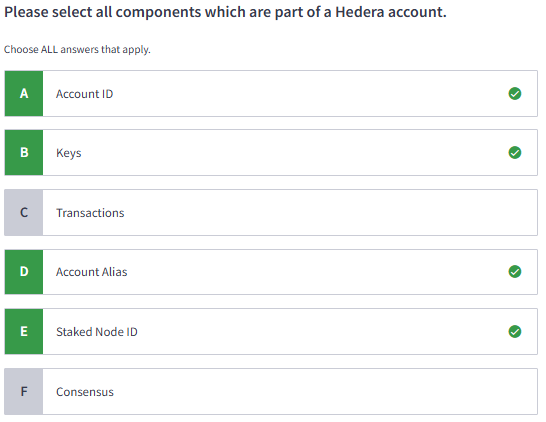 Please select all components which are part of a Hedera account.
Choose ALL answers that apply.
A Account ID
B Keys
C Transactions
D Account Alias
E Staked Node ID
F Consensus